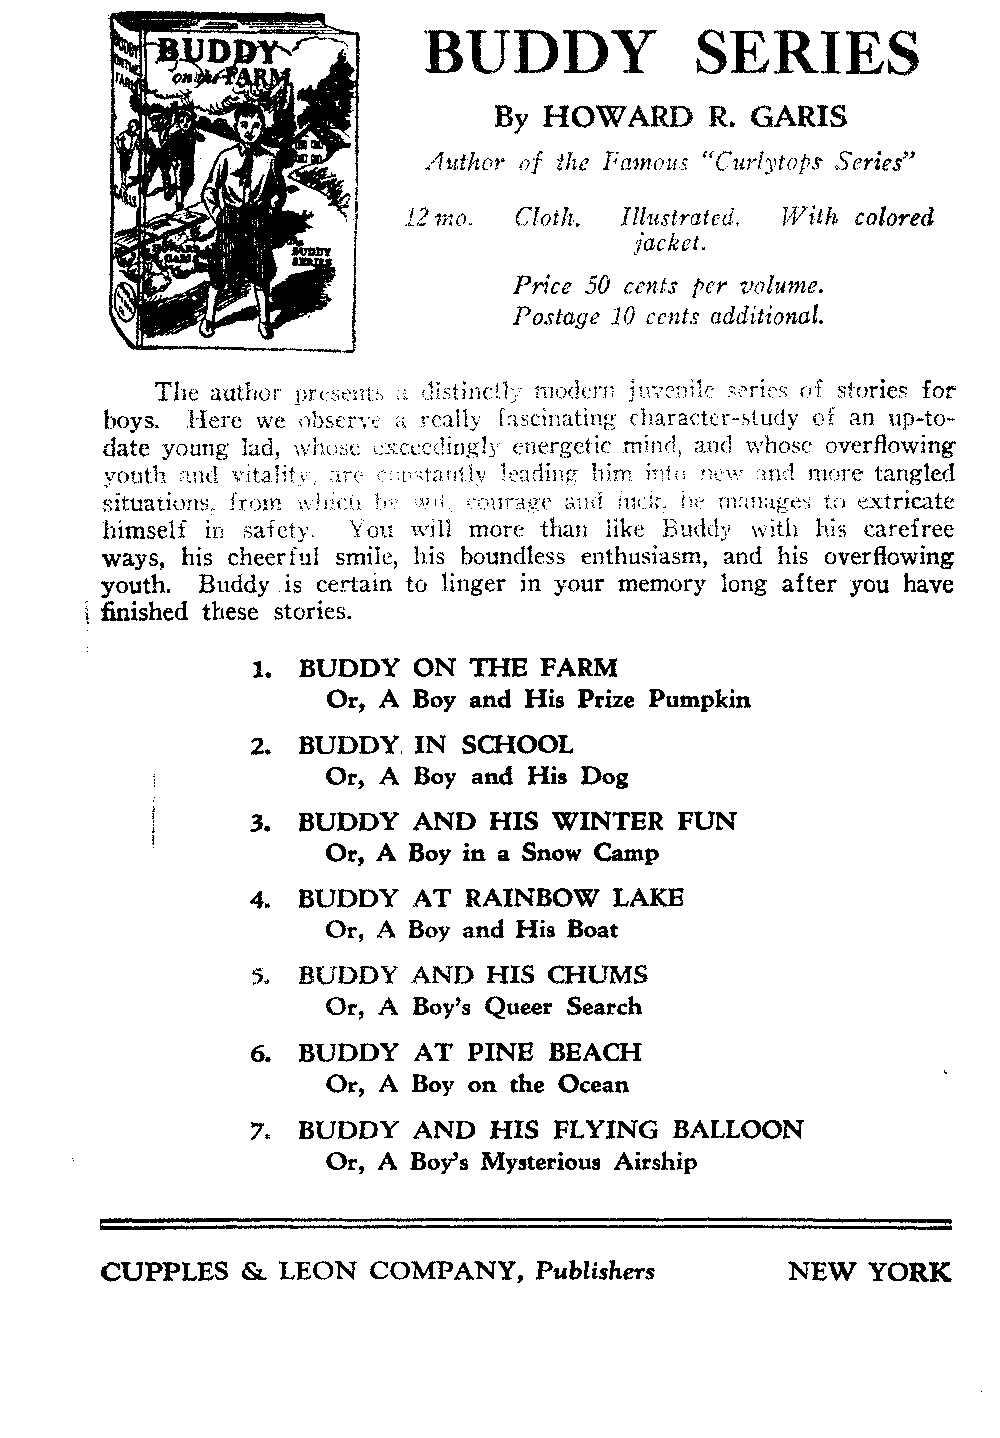 BUDDY
on the FARM
BUDDY
SERIES
BUDDY SERIES
By HOWARD R. GARIS
Author of the Famous "Curlytops Series"
12 mo. Cloth. Illustrated. With colored
jacket.
Price 50 cents per volume.
Postage 10 cents additional.
The author presents a distinctly modern juvenile series of stories for
boys. Here we observe a really fascinating character-study of an up-to-
date young lad, whose exceedingly energetic mind, and whose overflowing
youth and vitality, are constantly leading him into new and more tangled
situations, from which by wit, courage and luck, he manages to extricate
himself in safety. You will more than like Buddy with his carefree
ways, his cheerful smile, his boundless enthusiasm, and his overflowing
youth. Buddy is certain to linger in your memory long after you have
finished these stories.
1. BUDDY ON THE FARM
Or, A Boy and His Prize Pumpkin
2. BUDDY IN SCHOOL
Or, A Boy and His Dog
3. BUDDY AND HIS WINTER FUN
Or, A Boy in a Snow Camp
4. BUDDY AT RAINBOW LAKE
Or, A Boy and His Boat
5. BUDDY AND HIS CHUMS
Or, A Boy's Queer Search
6. BUDDY AT PINE BEACH
Or, A Boy on the Ocean
7. BUDDY AND HIS FLYING BALLOON
Or, A Boy's Mysterious Airship
CUPPLES & LEON COMPANY, Publishers NEW YORK